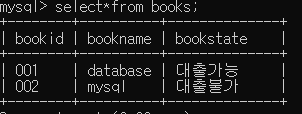 mysql> select*from books;
+--------+----------+-----------+
| bookid | bookname | bookstate |
+--------+----------+-----------+
| 001 | database | 대출가능 |
| 002 | mysql | 대출불가 |
+--------+----------+-----------+